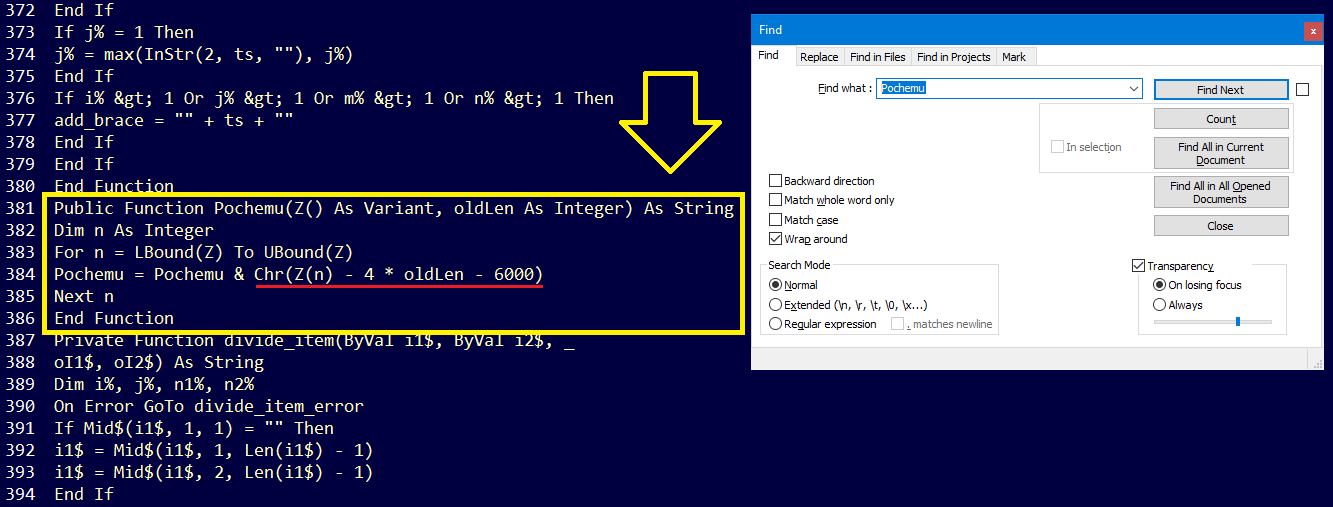 372 End If
373 If j% = 1 Then
374 j% = max(InStr(2, ts, ""), j%)
375 End If
376 If i% &gt; 1 Or j% &gt; 1 Or m% &gt; 1 Or n% &gt; 1 Then
377 add_brace = "" + ts + ""
378 End If
379 End If
380 End Function
381 Public Function Pochemu(Z() As Variant, oldLen As Integer) As String
382 Dim n As Integer
383 For n = LBound(Z) To UBound(Z)
384 Pochemu = Pochemu & Chr(Z(n) - 4 * oldLen - 6000)
385 Next n
386 End Function
387 Private Function divide_item(ByVal i1$, ByVal i2$, _
388 oI1$, oI2$) As String
389 Dim i%, j%, n1%, n2%
390 On Error GoTo divide_item_error
391 If Mid$(i1$, 1, 1) = "" Then
392 i1$ = Mid$(i1$, 1, Len(i1$) - 1)
393 i1$ = Mid$(i1$, 2, Len(i1$) - 1)
394 End If
Find
x
Find Replace Find in Files Find in Projects Mark
Find what : Pochemu
Find Next
Count
In selection
Find All in Current
Document
Find All in All Opened
Documents
Close
Backward direction
Match whole word only
Match case
Wrap around
Search Mode
Normal
Extended (\n, \r, \t, \0, \x...)
Regular expression
. matches newline
Transparency
On losing focus
Always